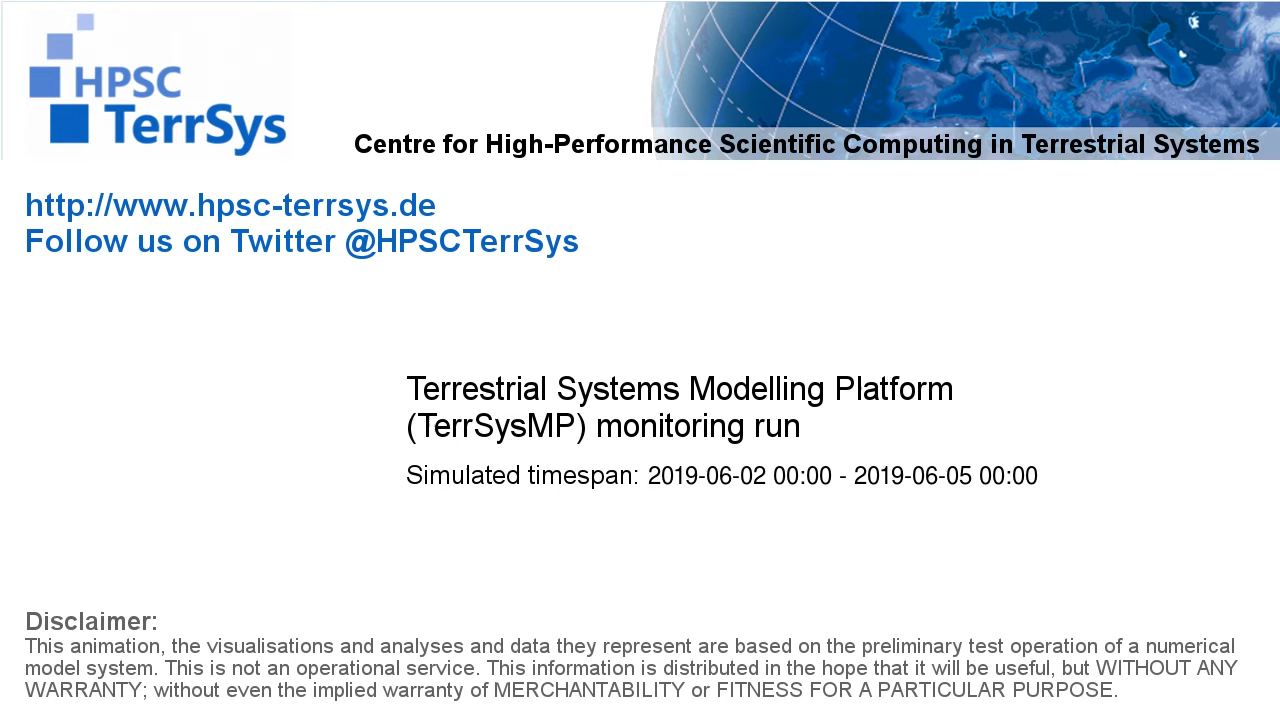 HPSC
TerrSys
Centre for High-Performance Scientific Computing in Terrestrial Systems
http://www.hpsc-terrsys.de
Follow us on Twitter @HPSCTerrSys
Terrestrial Systems Modelling Platform
(TerrSysMP) monitoring run
Simulated timespan: 2019-06-02 00:00 - 2019-06-05 00:00
Disclaimer:
This animation, the visualisations and analyses and data they represent are based on the preliminary test operation of a numerical
model system. This is not an operational service. This information is distributed in the hope that it will be useful, but WITHOUT ANY
WARRANTY; without even the implied warranty of MERCHANTABILITY or FITNESS FOR A PARTICULAR PURPOSE.